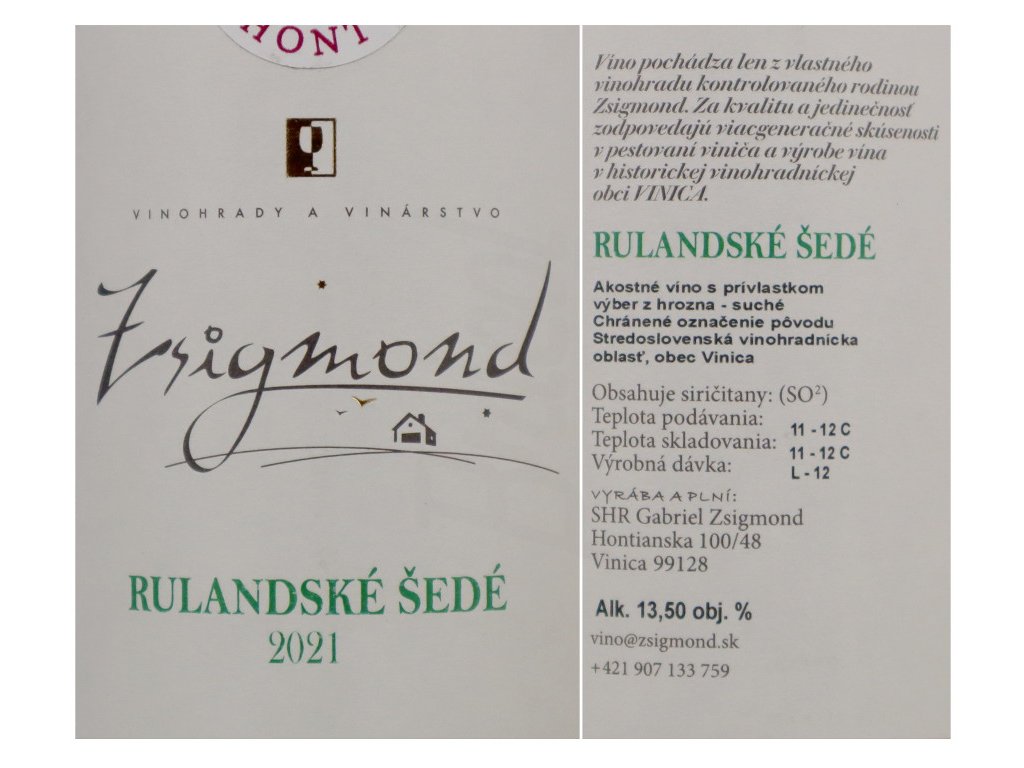 HONT
VINOHRADY A VINÁRSTVO
Zsigmond
RULANDSKÉ ŠEDÉ
2021
Víno pochádza len z vlastného
vinohradu kontrolovaného rodinou
Zsigmond. Za kvalitu a jedinečnosť
zodpovedajú viacgeneračné skúsenosti
v pestovaní viniča a výrobe vína
v historickej vinohradníckej
obci VINICA.
RULANDSKÉ ŠEDÉ
Akostné víno s prívlastkom
výber z hrozna - suché
Chránené označenie pôvodu
Stredoslovenská vinohradnícka
oblasť, obec Vinica
Obsahuje siričitany: (SO²)
Teplota podávania: 11 - 12 C
Teplota skladovania: 11 - 12 C
Výrobná dávka: L - 12
VYRÁBA A PLNÍ:
SHR Gabriel Zsigmond
Hontianska 100/48
Vinica 99128
Alk. 13,50 obj. %
vino@zsigmond.sk
+421 907 133 759